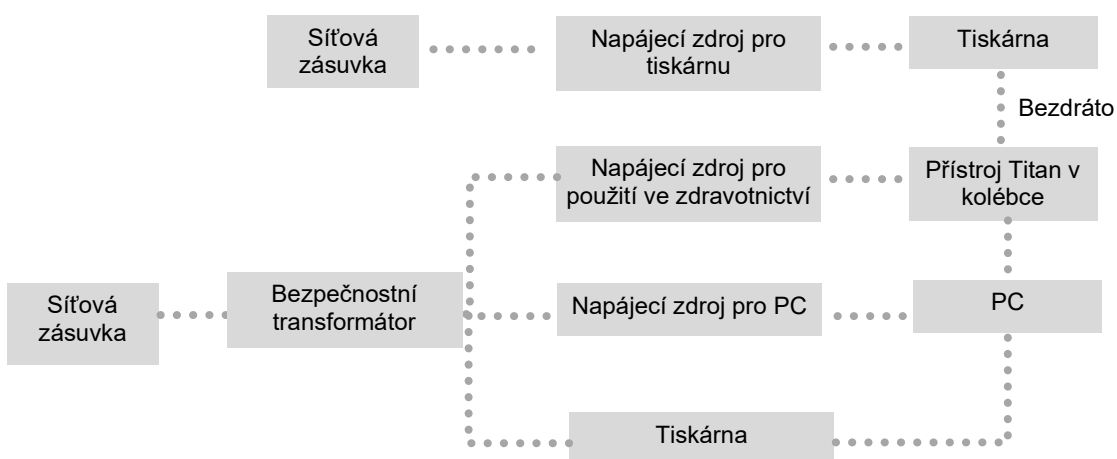 Síťová
zásuvka
Napájecí zdroj pro
tiskárnu
Tiskárna
Bezdráto
Napájecí zdroj pro
použití ve zdravotnictví
Přístroj Titan v
kolébce
Síťová
zásuvka
Bezpečnostní
transformátor
Napájecí zdroj pro PC
PC
Tiskárna